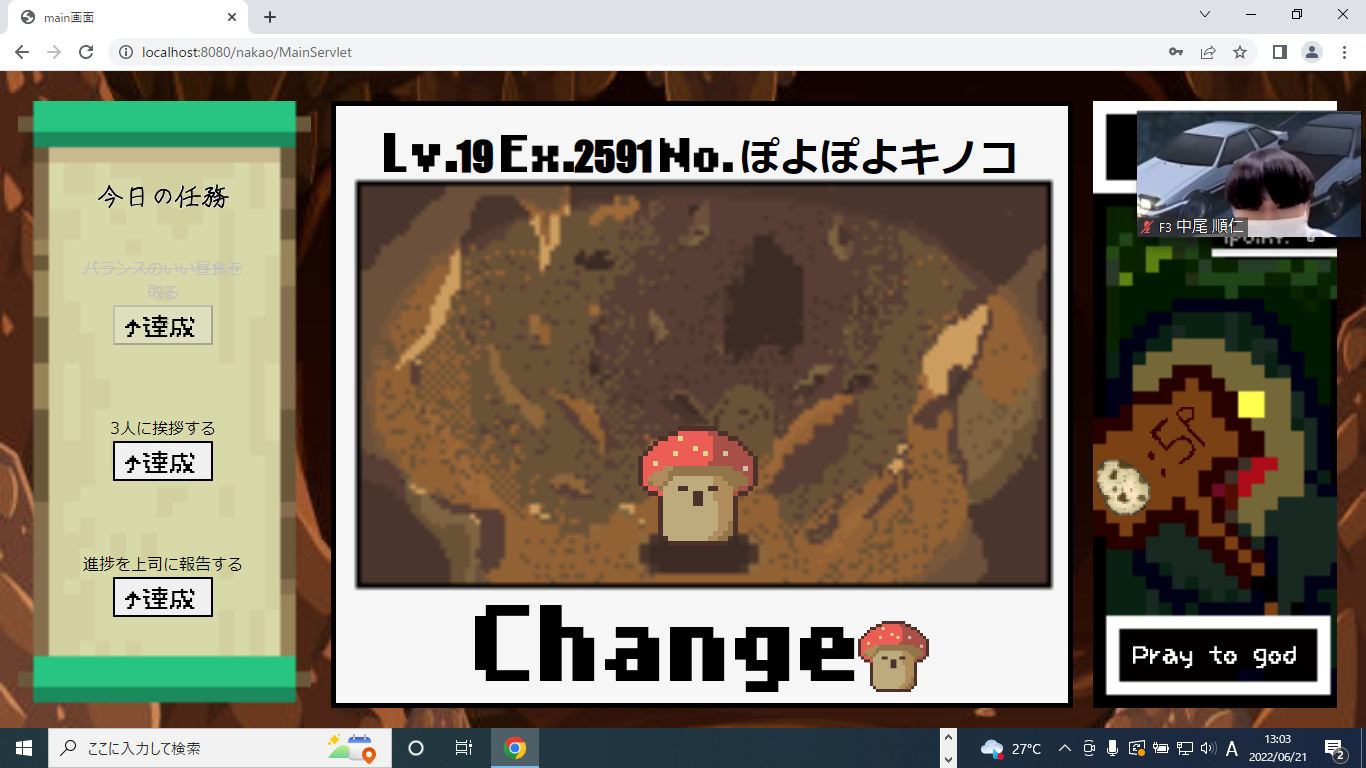 main画面
localhost:8080/nakao/MainServlet
今日の任務
バランスのいい昼食を
取る
↑達成
3人に挨拶する
↑達成
進捗を上司に報告する
↑達成
Lv.19 Ex.2591 No.ぽよぽよキノコ
Change
F3 中尾 順仁
Pray to god
ここに入力して検索
27°C
A
13:03
2022/06/21
2